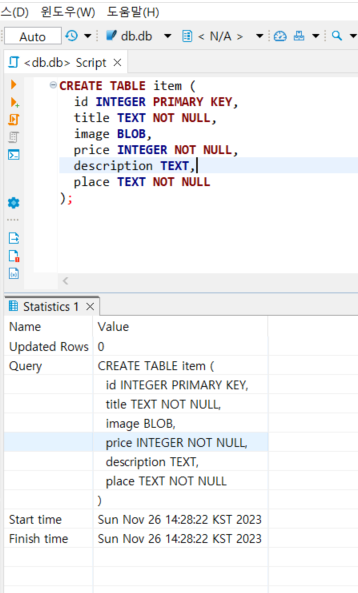 스(D) 윈도우(W) 도움말(H)
Auto db.db < N/A >
<db.db> Script
CREATE TABLE item (
id INTEGER PRIMARY KEY,
title TEXT NOT NULL,
image BLOB,
price INTEGER NOT NULL,
description TEXT,
place TEXT NOT NULL
);
Statistics 1
Name Value
Updated Rows 0
Query CREATE TABLE item (
id INTEGER PRIMARY KEY,
title TEXT NOT NULL,
image BLOB,
price INTEGER NOT NULL,
description TEXT,
place TEXT NOT NULL
)
Start time Sun Nov 26 14:28:22 KST 2023
Finish time Sun Nov 26 14:28:22 KST 2023